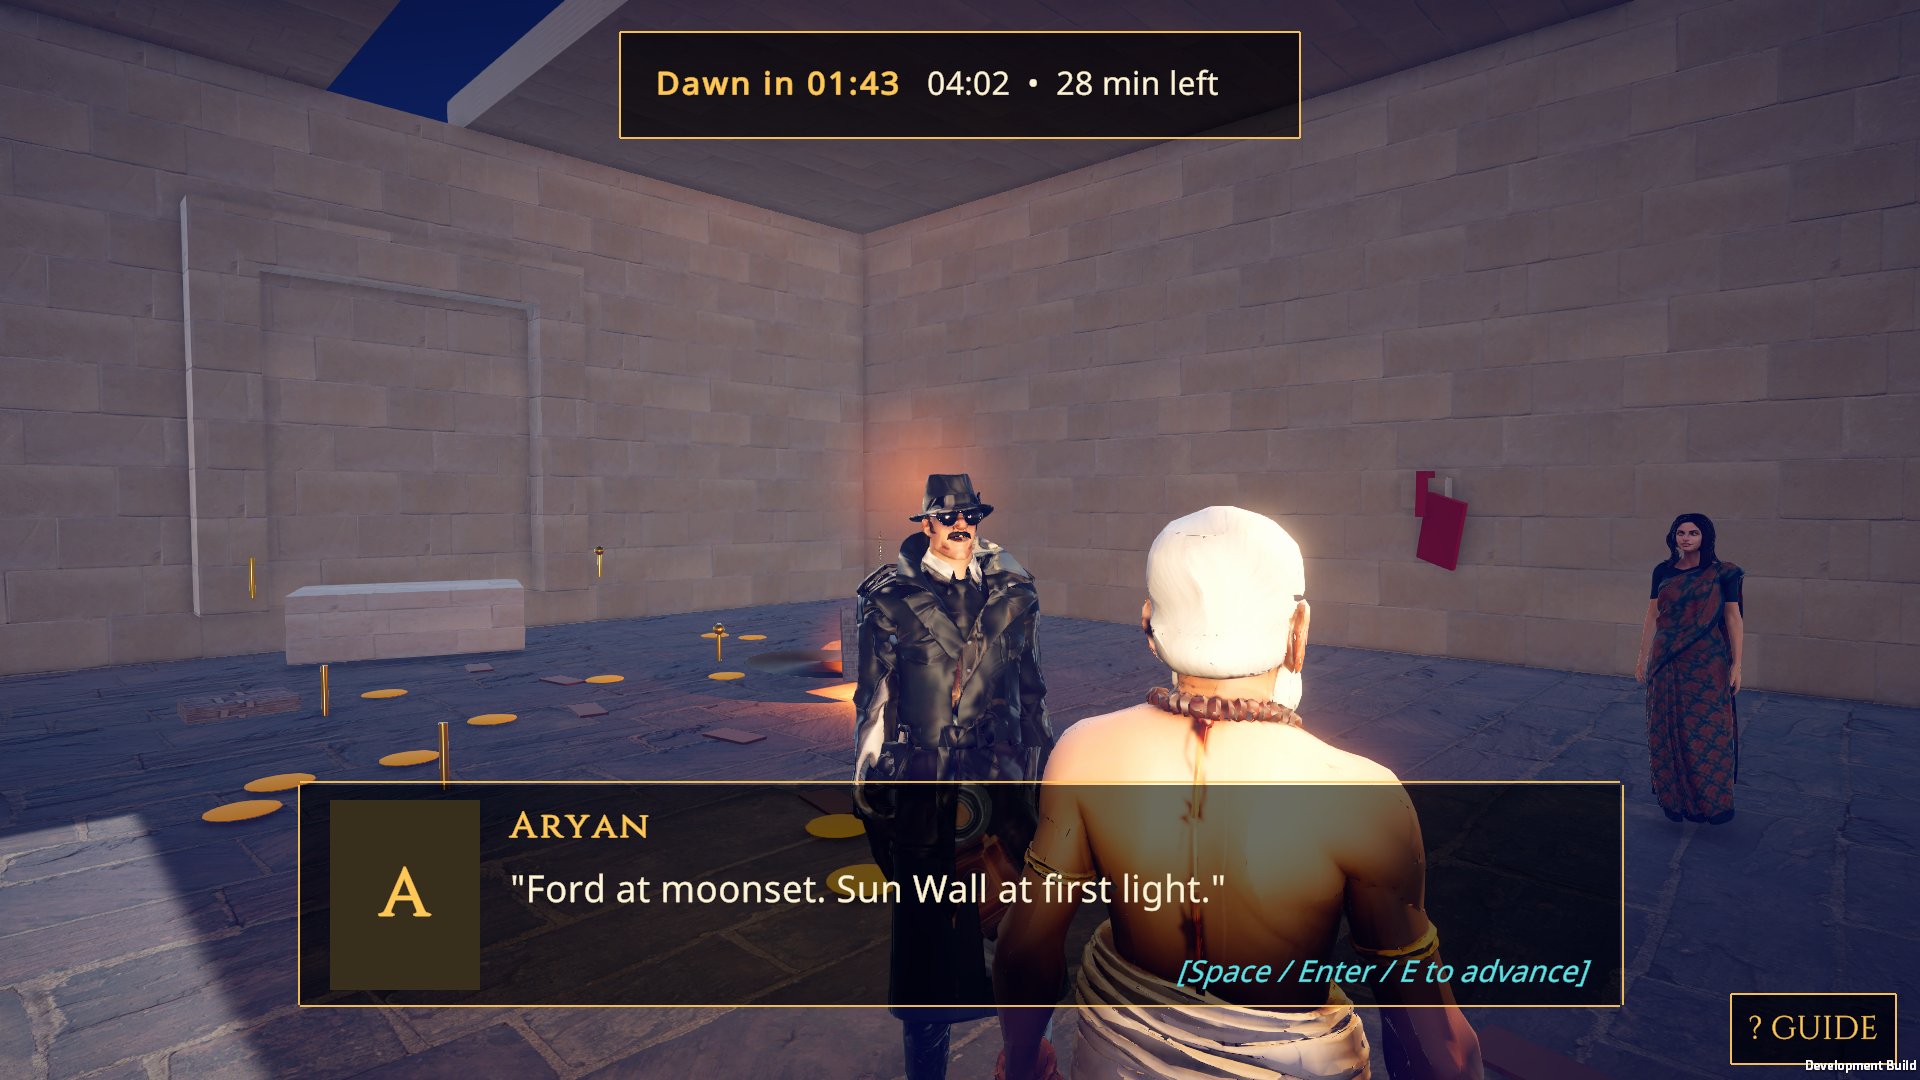 Dawn in 01:43 04:02 • 28 min left
ARYAN
A
"Ford at moonset. Sun Wall at first light."
[Space / Enter / E to advance]
? GUIDE
Development Build